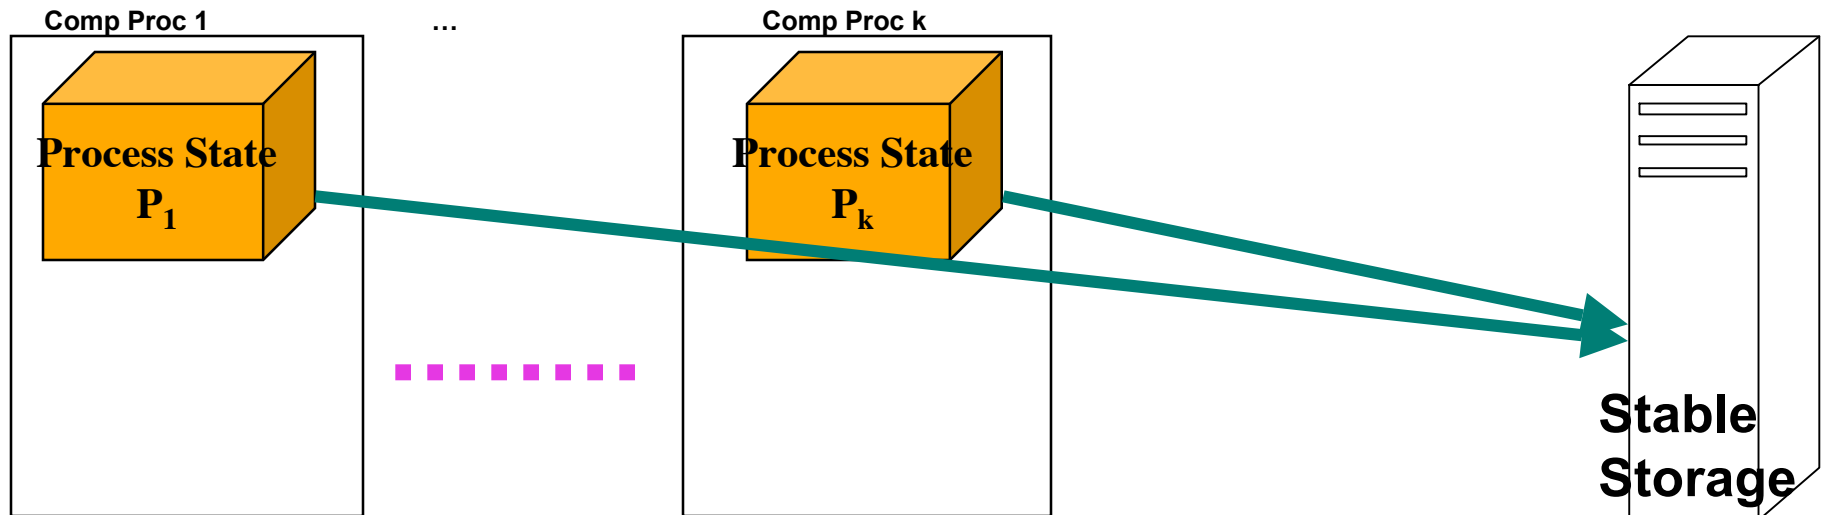 Comp Proc 1 … Comp Proc k
Process State
P₁
Process State
Pₖ
Stable
Storage